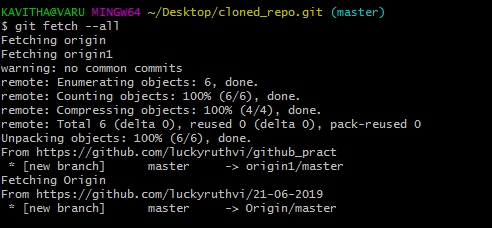 KAVITHA@VARU MINGW64 ~/Desktop/cloned_repo.git (master)
$ git fetch --all
Fetching origin
Fetching origin1
warning: no common commits
remote: Enumerating objects: 6, done.
remote: Counting objects: 100% (6/6), done.
remote: Compressing objects: 100% (4/4), done.
remote: Total 6 (delta 0), reused 0 (delta 0), pack-reused 0
Unpacking objects: 100% (6/6), done.
From https://github.com/luckyruthvi/github_pract
 * [new branch]      master     -> origin1/master
Fetching Origin
From https://github.com/luckyruthvi/21-06-2019
 * [new branch]      master     -> Origin/master